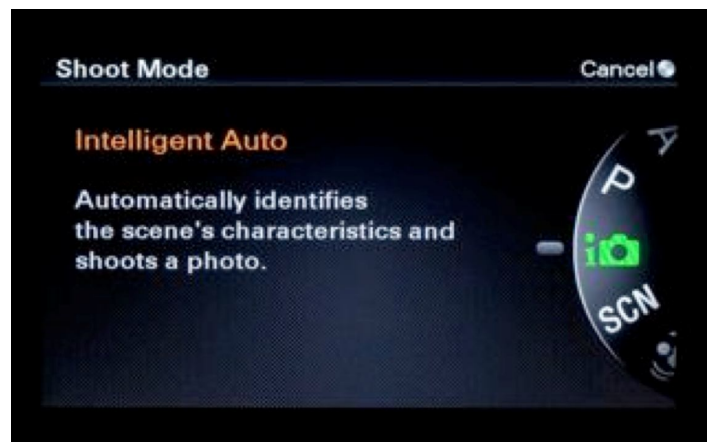 Shoot Mode
Cancel
Intelligent Auto
Automatically identifies
the scene's characteristics and
shoots a photo.
A
P
i
SCN